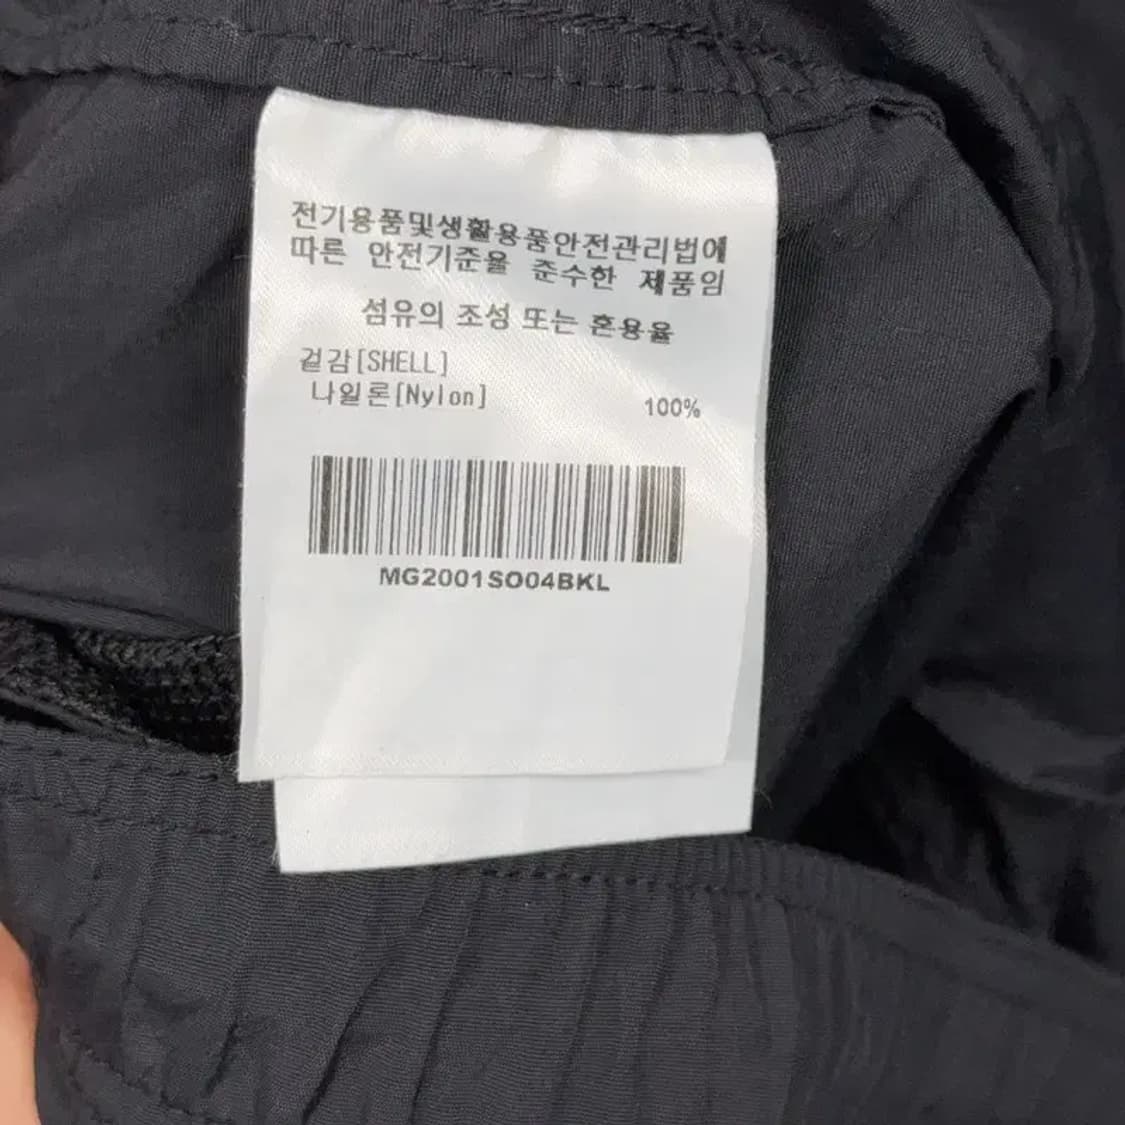 전기용품및생활용품안전관리법에
따른 안전기준을 준수한 제품임
섬유의 조성 또는 혼용율
겉감[SHELL]
나일론[Nylon] 100%
MG2001SO04BKL